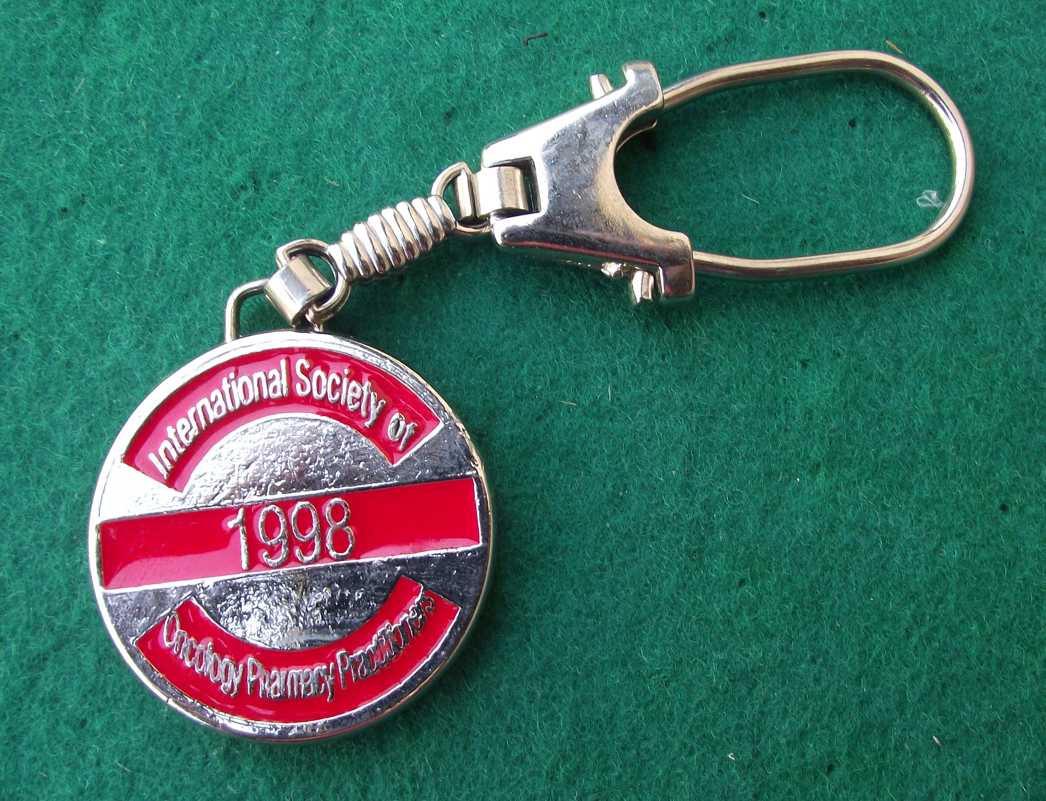 International Society of
1998
Oncology Pharmacy Practitioners